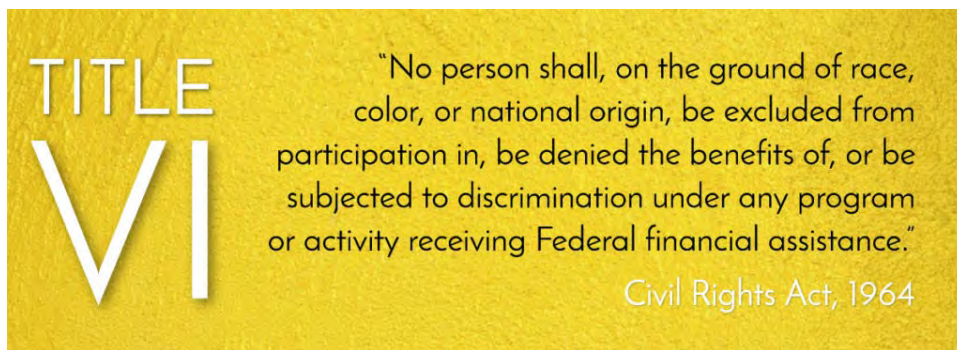 TITLE
VI
“No person shall, on the ground of race,
color, or national origin, be excluded from
participation in, be denied the benefits of, or be
subjected to discrimination under any program
or activity receiving Federal financial assistance.”
Civil Rights Act, 1964